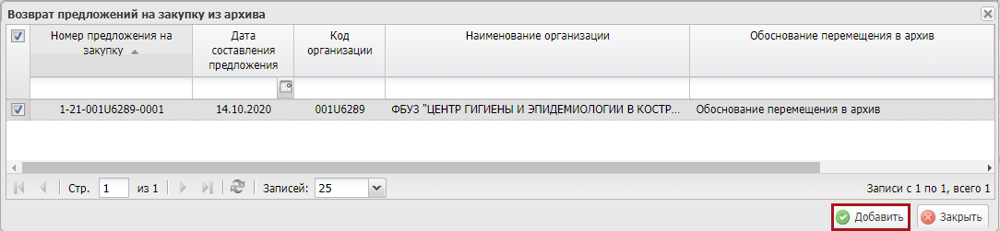 Возврат предложений на закупку из архива
Номер предложения на закупку
Дата составления предложения
Код организации
Наименование организации
Обоснование перемещения в архив
1-21-001U6289-0001 14.10.2020 001U6289 ФБУЗ "ЦЕНТР ГИГИЕНЫ И ЭПИДЕМИОЛОГИИ В КОСТР... Обоснование перемещения в архив
Стр. 1 из 1 Записей: 25 Записи с 1 по 1, всего 1
Добавить Закрыть